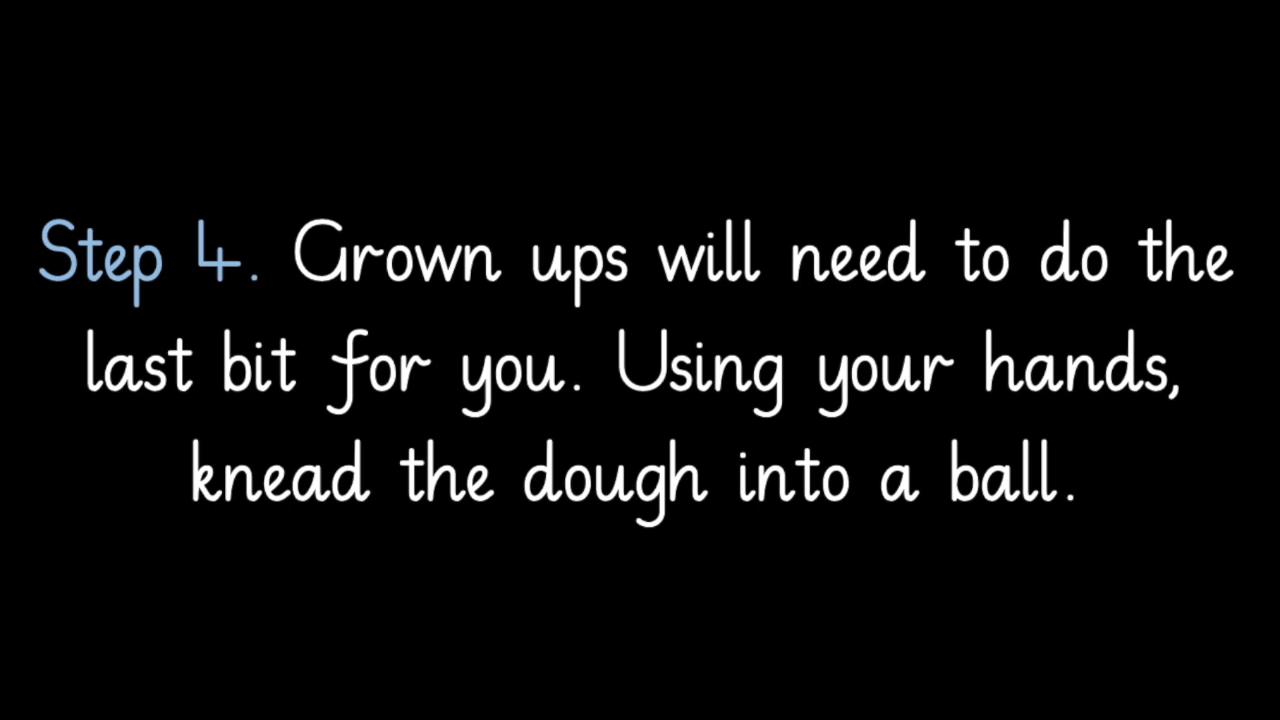 Step 4. Grown ups will need to do the
last bit for you. Using your hands,
knead the dough into a ball.